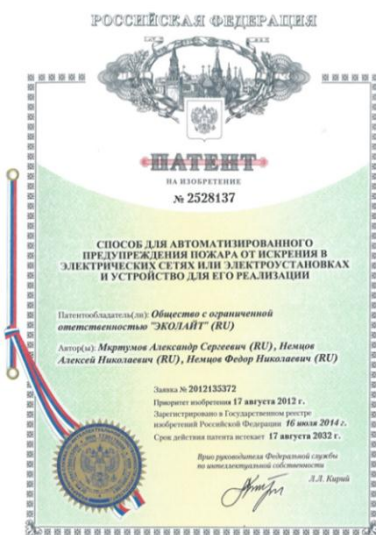 РОССИЙСКАЯ ФЕДЕРАЦИЯ
ПАТЕНТ
НА ИЗОБРЕТЕНИЕ
№ 2528137
СПОСОБ ДЛЯ АВТОМАТИЗИРОВАННОГО
ПРЕДУПРЕЖДЕНИЯ ПОЖАРА ОТ ИСКРЕНИЯ В
ЭЛЕКТРИЧЕСКИХ СЕТЯХ ИЛИ ЭЛЕКТРОУСТАНОВКАХ
И УСТРОЙСТВО ДЛЯ ЕГО РЕАЛИЗАЦИИ
Патентообладатель(ли): Общество с ограниченной
ответственностью "ЭКОЛАЙТ" (RU)
Автор(ы): Мкртумов Александр Сергеевич (RU), Немцов
Алексей Николаевич (RU), Немцов Федор Николаевич (RU)
Заявка № 2012135372
Приоритет изобретения 17 августа 2012 г.
Зарегистрировано в Государственном реестре
изобретений Российской Федерации 16 июля 2014 г.
Срок действия патента истекает 17 августа 2032 г.
Врио руководителя Федеральной службы
по интеллектуальной собственности
Л.Л. Кирий